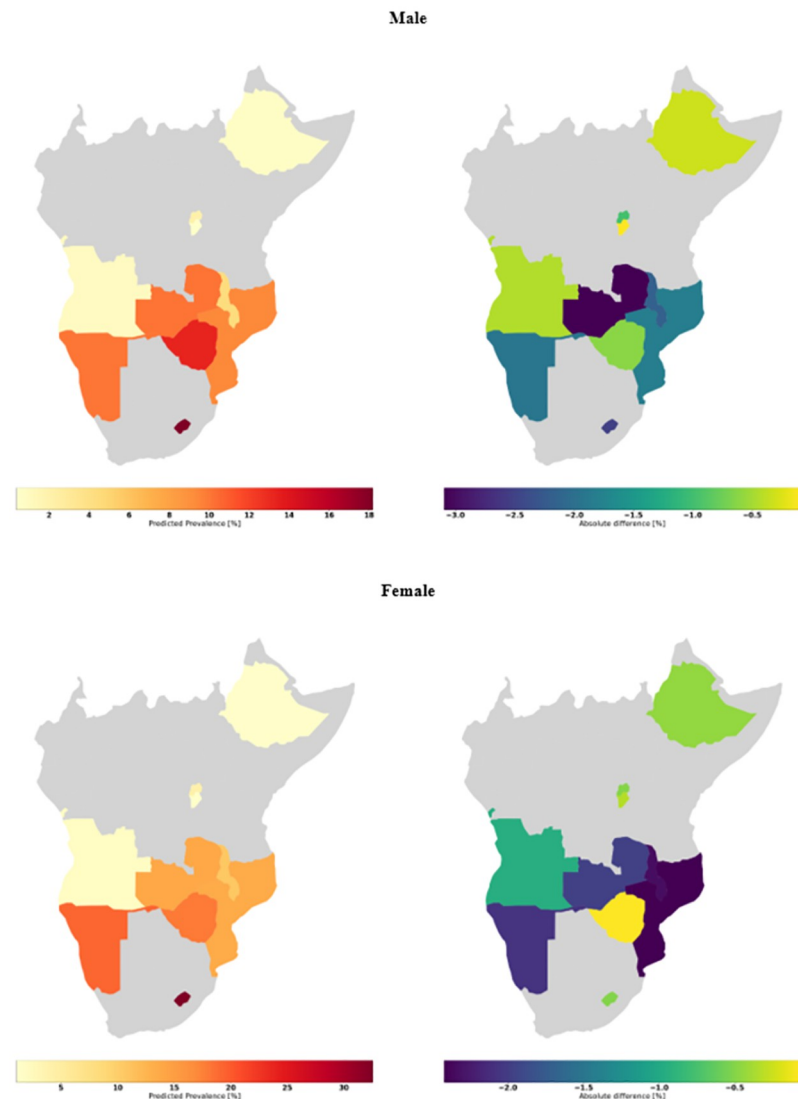 Male
2 4 6 8 10 12 14 16 18
Predicted Prevalence [%]
−3.0 −2.5 −2.0 −1.5 −1.0 −0.5
Absolute difference [%]
Female
5 10 15 20 25 30
Predicted Prevalence [%]
−2.0 −1.5 −1.0 −0.5
Absolute difference [%]